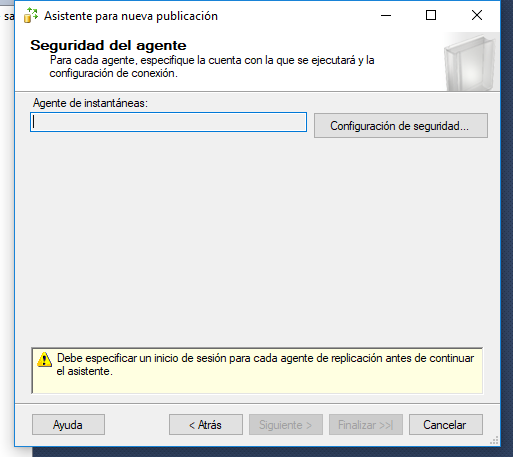 sa
Asistente para nueva publicación
Seguridad del agente
Para cada agente, especifique la cuenta con la que se ejecutará y la
configuración de conexión.
Agente de instantáneas:
Configuración de seguridad...
Debe especificar un inicio de sesión para cada agente de replicación antes de continuar
el asistente.
Ayuda
< Atrás
Siguiente >
Finalizar >>|
Cancelar